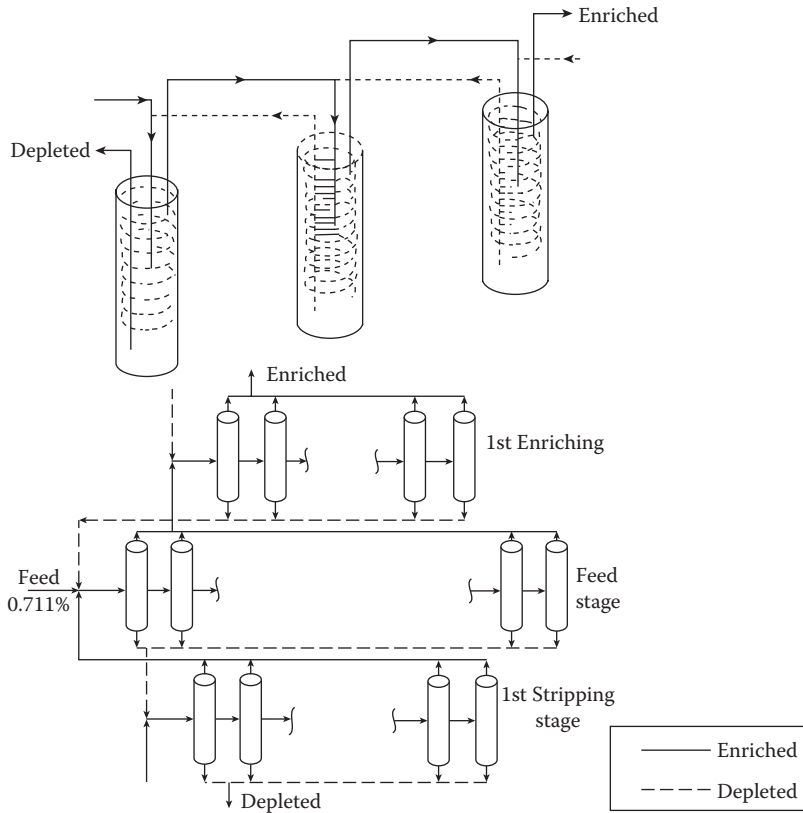 Enriched
Depleted
Enriched
1st Enriching
Feed
0.711%
Feed
stage
1st Stripping
stage
Depleted
Enriched
Depleted